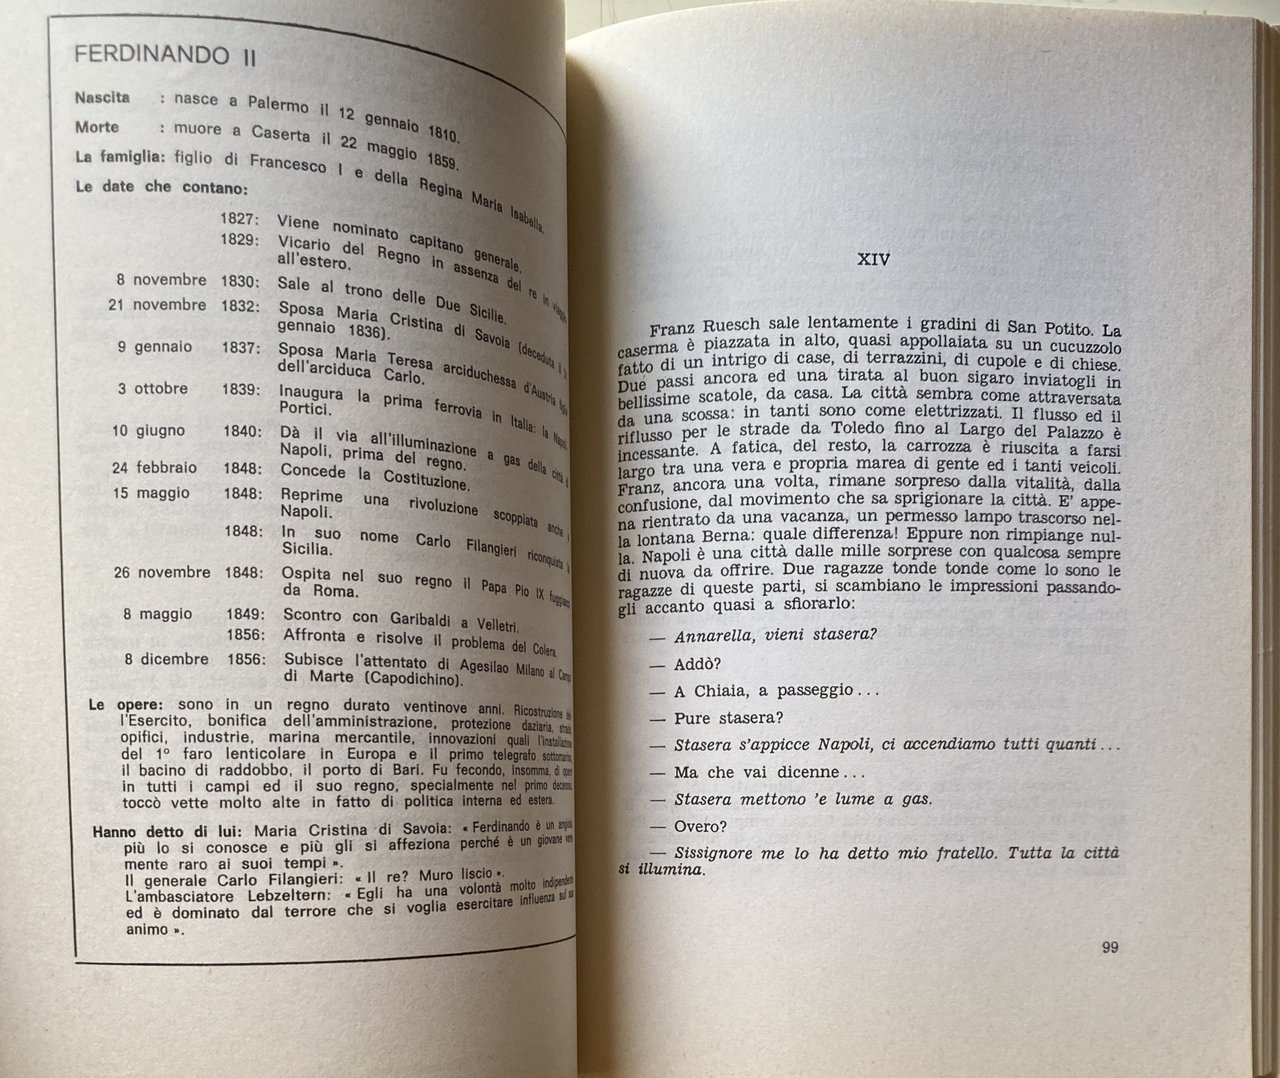 FERDINANDO II
Nascita : nasce a Palermo il 12 gennaio 1810.
Morte : muore a Caserta il 22 maggio 1859.
La famiglia: figlio di Francesco I e della Regina Maria Isabella.
Le date che contano:
1827: Viene nominato capitano generale.
1829: Vicario del Regno in assenza del re in viaggio
all'estero.
8 novembre 1830: Sale al trono delle Due Sicilie.
21 novembre 1832: Sposa Maria Cristina di Savoia (deceduta il
gennaio 1836).
9 gennaio 1837: Sposa Maria Teresa arciduchessa d'Austria
dell'arciduca Carlo.
3 ottobre 1839: Inaugura la prima ferrovia in Italia: la
Portici.
10 giugno 1840: Dà il via all'illuminazione a gas della città
Napoli, prima del regno.
24 febbraio 1848: Concede la Costituzione.
15 maggio 1848: Reprime una rivoluzione scoppiata anche
Napoli.
1848: In suo nome Carlo Filangieri riconquista
Sicilia.
26 novembre 1848: Ospita nel suo regno il Papa Pio IX
da Roma.
8 maggio 1849: Scontro con Garibaldi a Velletri.
1856: Affronta e risolve il problema del Colera.
8 dicembre 1856: Subisce l'attentato di Agesilao Milano al
di Marte (Capodichino).
Le opere: sono in un regno durato ventinove anni. Ricostruzione
l'Esercito, bonifica dell'amministrazione, protezione daziaria,
opifici, industrie, marina mercantile, innovazioni quali l'installazione
del 1° faro lenticolare in Europa e il primo telegrafo
il bacino di raddobbo, il porto di Bari. Fu fecondo, insomma, di opere
in tutti i campi ed il suo regno, specialmente nel primo
toccò vette molto alte in fatto di politica interna ed estera.
Hanno detto di lui: Maria Cristina di Savoia: « Ferdinando è un
più lo si conosce e più gli si affeziona perché è un giovane
mente raro ai suoi tempi ».
Il generale Carlo Filangieri: « Il re? Muro liscio ».
L'ambasciatore Lebzeltern: « Egli ha una volontà molto indipendente
ed è dominato dal terrore che si voglia esercitare influenza sul suo
animo ».
XIV
Franz Ruesch sale lentamente i gradini di San Potito. La
caserma è piazzata in alto, quasi appollaiata su un cucuzzolo
fatto di un intrigo di case, di terrazzini, di cupole e di chiese.
Due passi ancora ed una tirata al buon sigaro inviatogli in
bellissime scatole, da casa. La città sembra come attraversata
da una scossa: in tanti sono come elettrizzati. Il flusso ed il
riflusso per le strade da Toledo fino al Largo del Palazzo è
incessante. A fatica, del resto, la carrozza è riuscita a farsi
largo tra una vera e propria marea di gente ed i tanti veicoli.
Franz, ancora una volta, rimane sorpreso dalla vitalità, dalla
confusione, dal movimento che sa sprigionare la città. E' appe-
na rientrato da una vacanza, un permesso lampo trascorso nel-
la lontana Berna: quale differenza! Eppure non rimpiange nul-
la. Napoli è una città dalle mille sorprese con qualcosa sempre
di nuova da offrire. Due ragazze tonde tonde come lo sono le
ragazze di queste parti, si scambiano le impressioni passando-
gli accanto quasi a sfiorarlo:
— Annarella, vieni stasera?
— Addò?
— A Chiaia, a passeggio...
— Pure stasera?
— Stasera s'appicce Napoli, ci accendiamo tutti quanti...
— Ma che vai dicenne...
— Stasera mettono 'e lume a gas.
— Overo?
— Sissignore me lo ha detto mio fratello. Tutta la città
si illumina.
99